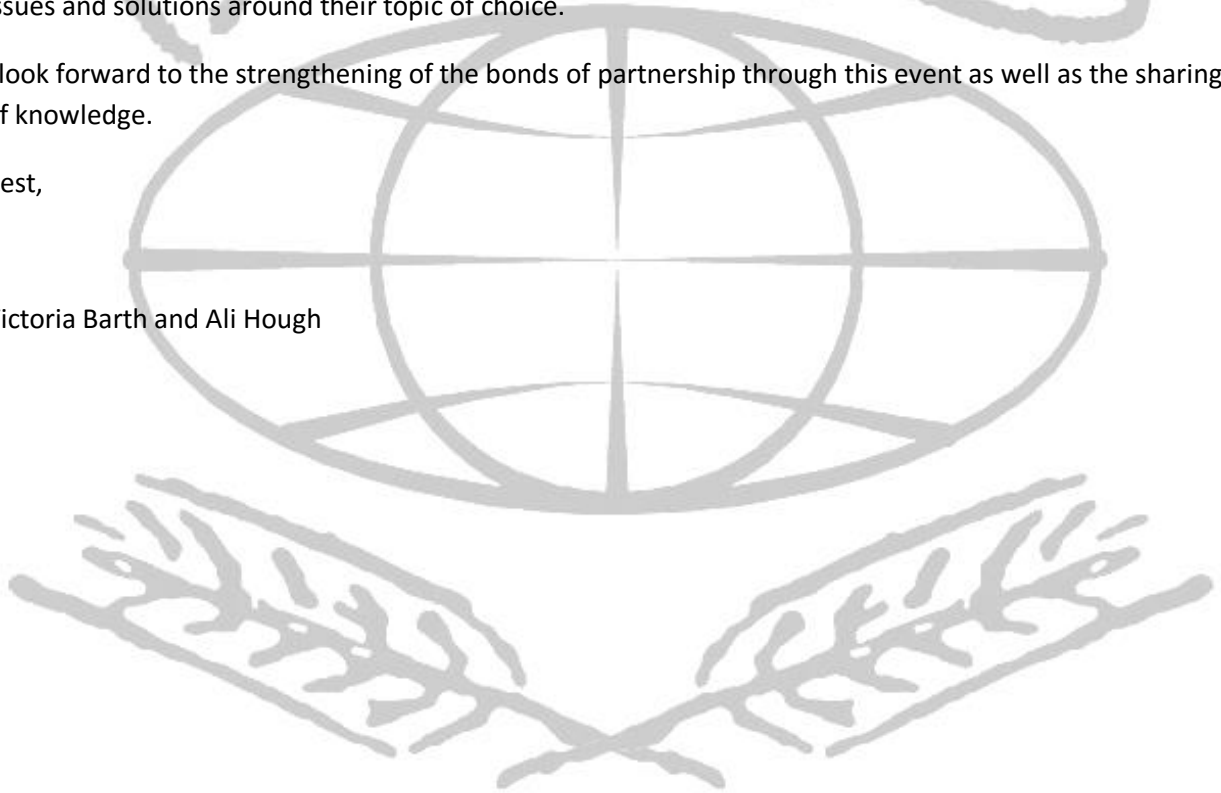 ssues and solutions around their topic of choice.
look forward to the strengthening of the bonds of partnership through this event as well as the sharing
f knowledge.
est,
ictoria Barth and Ali Hough